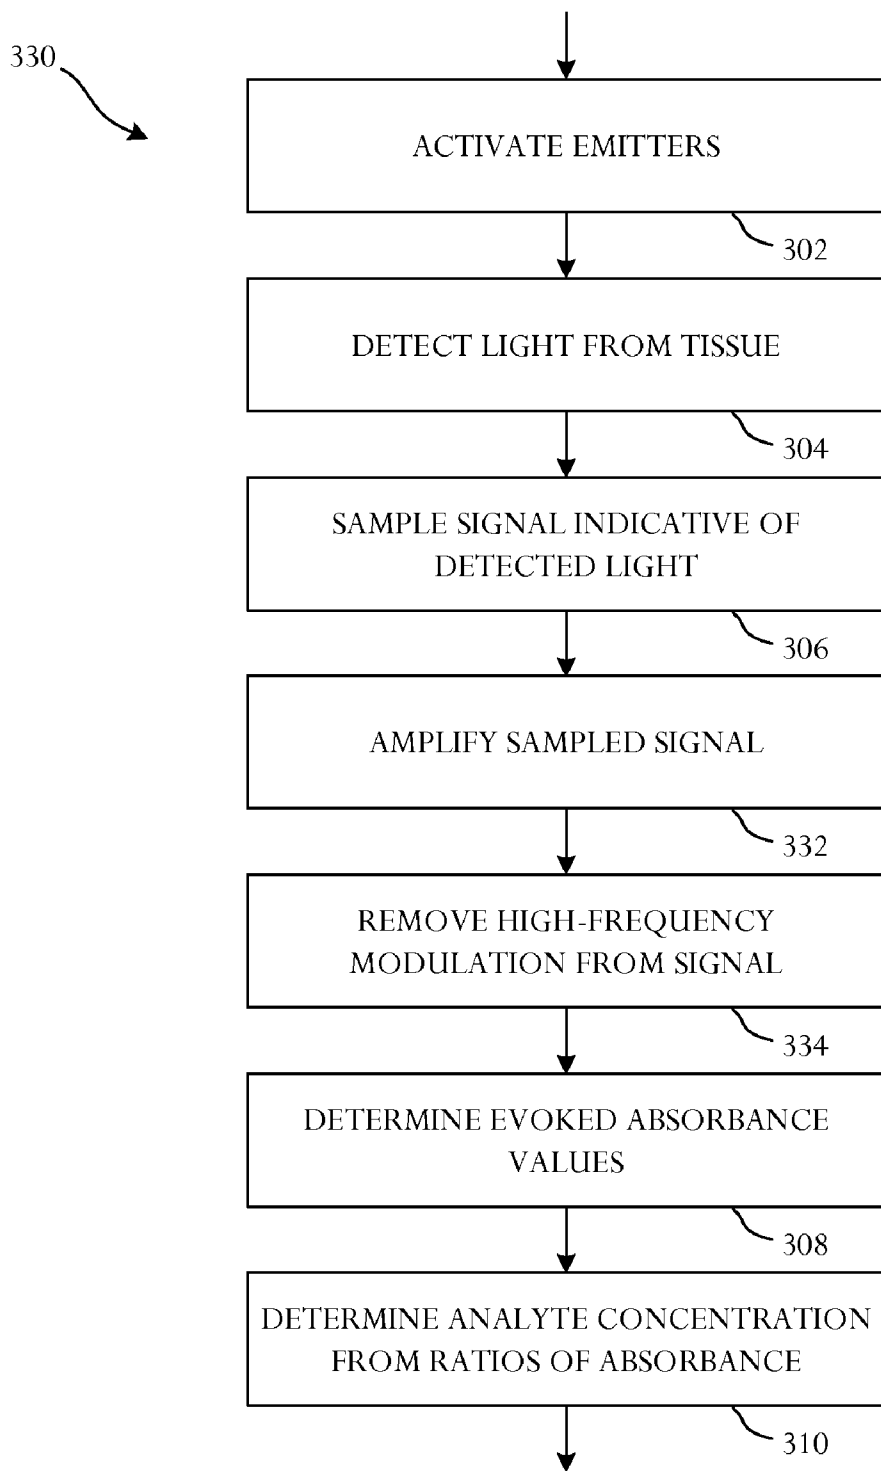 330
ACTIVATE EMITTERS
302
DETECT LIGHT FROM TISSUE
304
SAMPLE SIGNAL INDICATIVE OF
DETECTED LIGHT
306
AMPLIFY SAMPLED SIGNAL
332
REMOVE HIGH-FREQUENCY
MODULATION FROM SIGNAL
334
DETERMINE EVOKED ABSORBANCE
VALUES
308
DETERMINE ANALYTE CONCENTRATION
FROM RATIOS OF ABSORBANCE
310